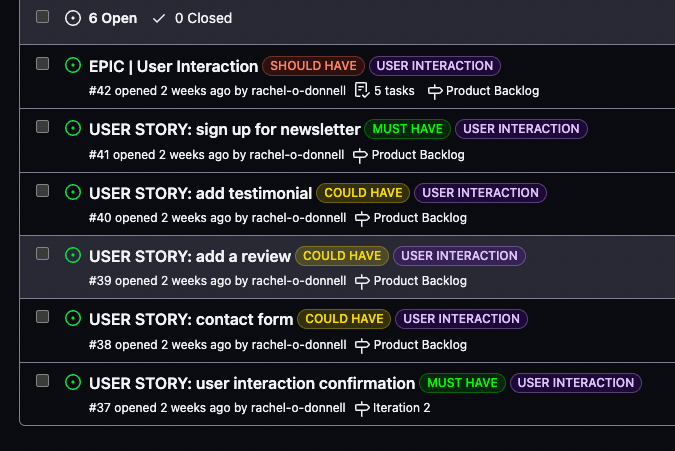 6 Open 0 Closed
EPIC | User Interaction SHOULD HAVE USER INTERACTION
#42 opened 2 weeks ago by rachel-o-donnell 5 tasks Product Backlog
USER STORY: sign up for newsletter MUST HAVE USER INTERACTION
#41 opened 2 weeks ago by rachel-o-donnell Product Backlog
USER STORY: add testimonial COULD HAVE USER INTERACTION
#40 opened 2 weeks ago by rachel-o-donnell Product Backlog
USER STORY: add a review COULD HAVE USER INTERACTION
#39 opened 2 weeks ago by rachel-o-donnell Product Backlog
USER STORY: contact form COULD HAVE USER INTERACTION
#38 opened 2 weeks ago by rachel-o-donnell Product Backlog
USER STORY: user interaction confirmation MUST HAVE USER INTERACTION
#37 opened 2 weeks ago by rachel-o-donnell Iteration 2